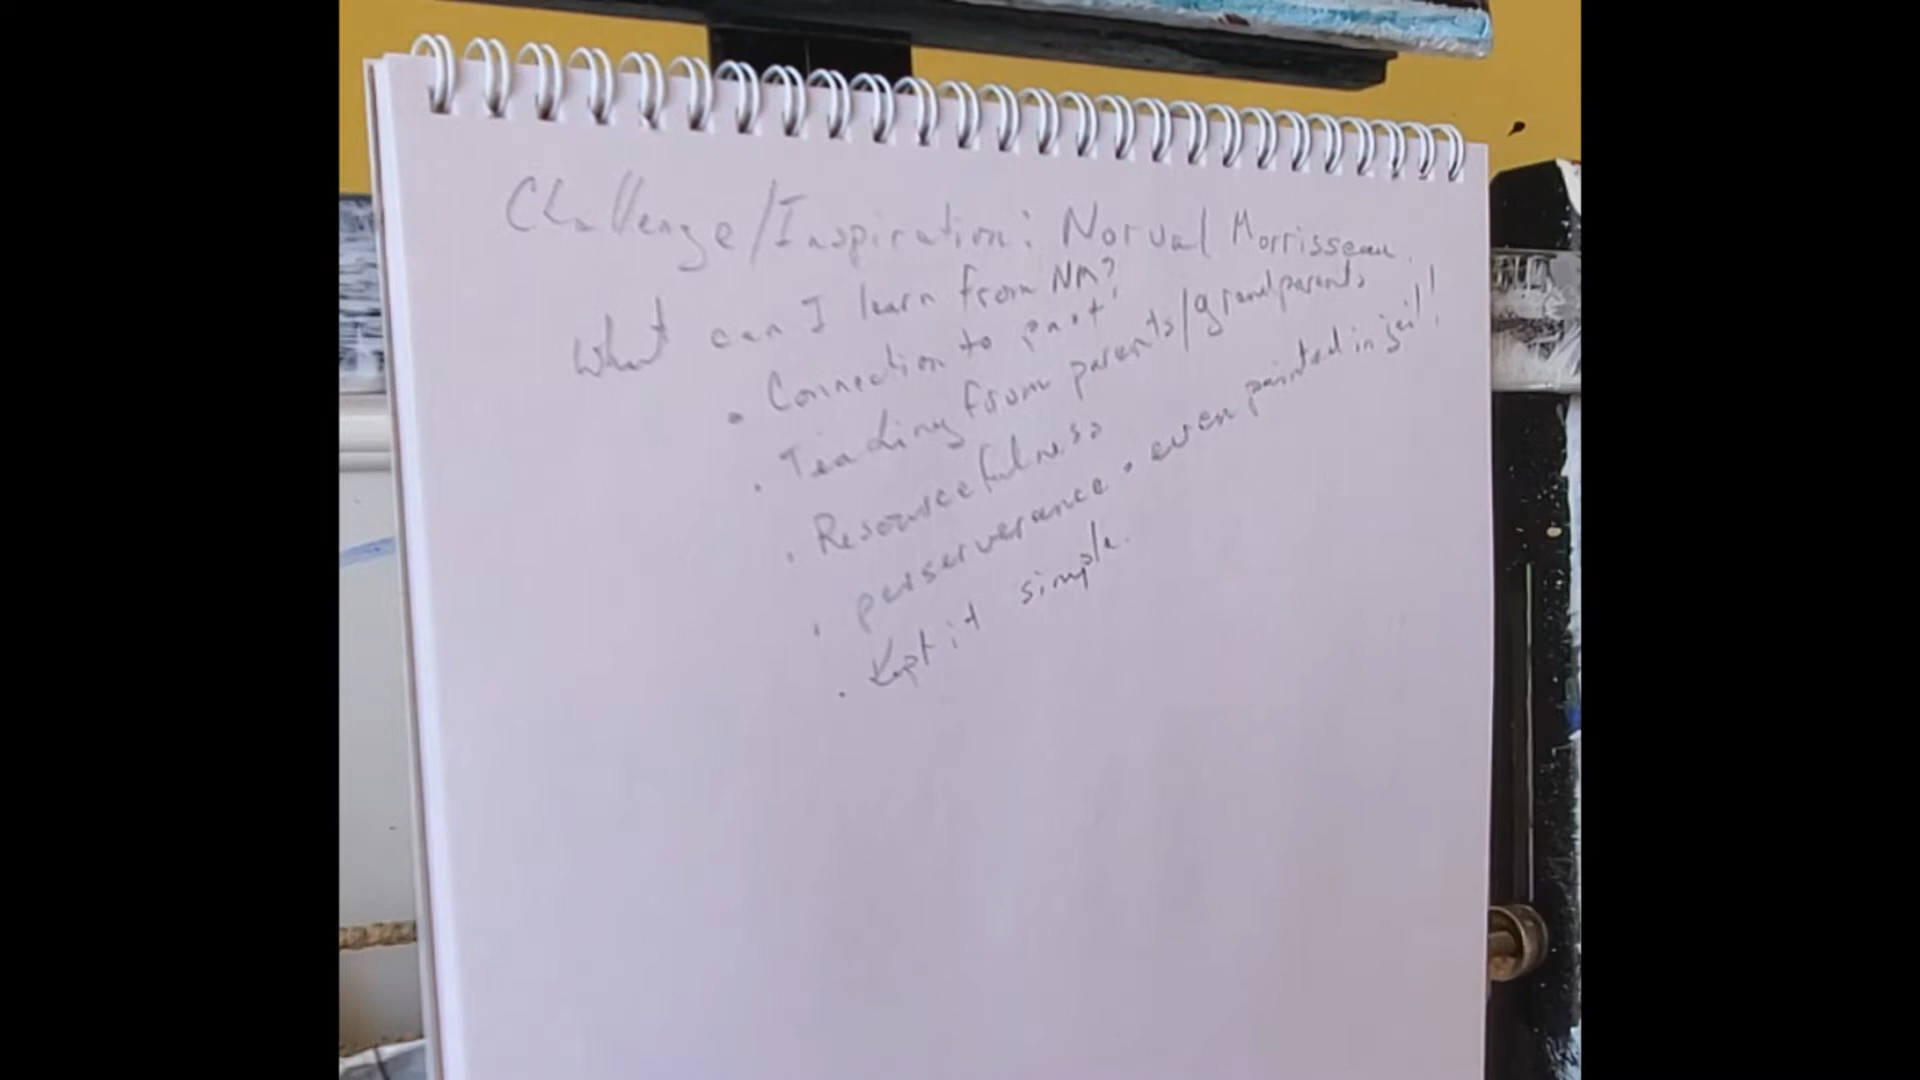 Challenge/Inspiration: Norval Morrisseau.
What can I learn from NM?
• Connection to past
• Teaching from parents/grandparents
• Resourcefulness
• perserverance • even painted in jail!
• Kept it simple.